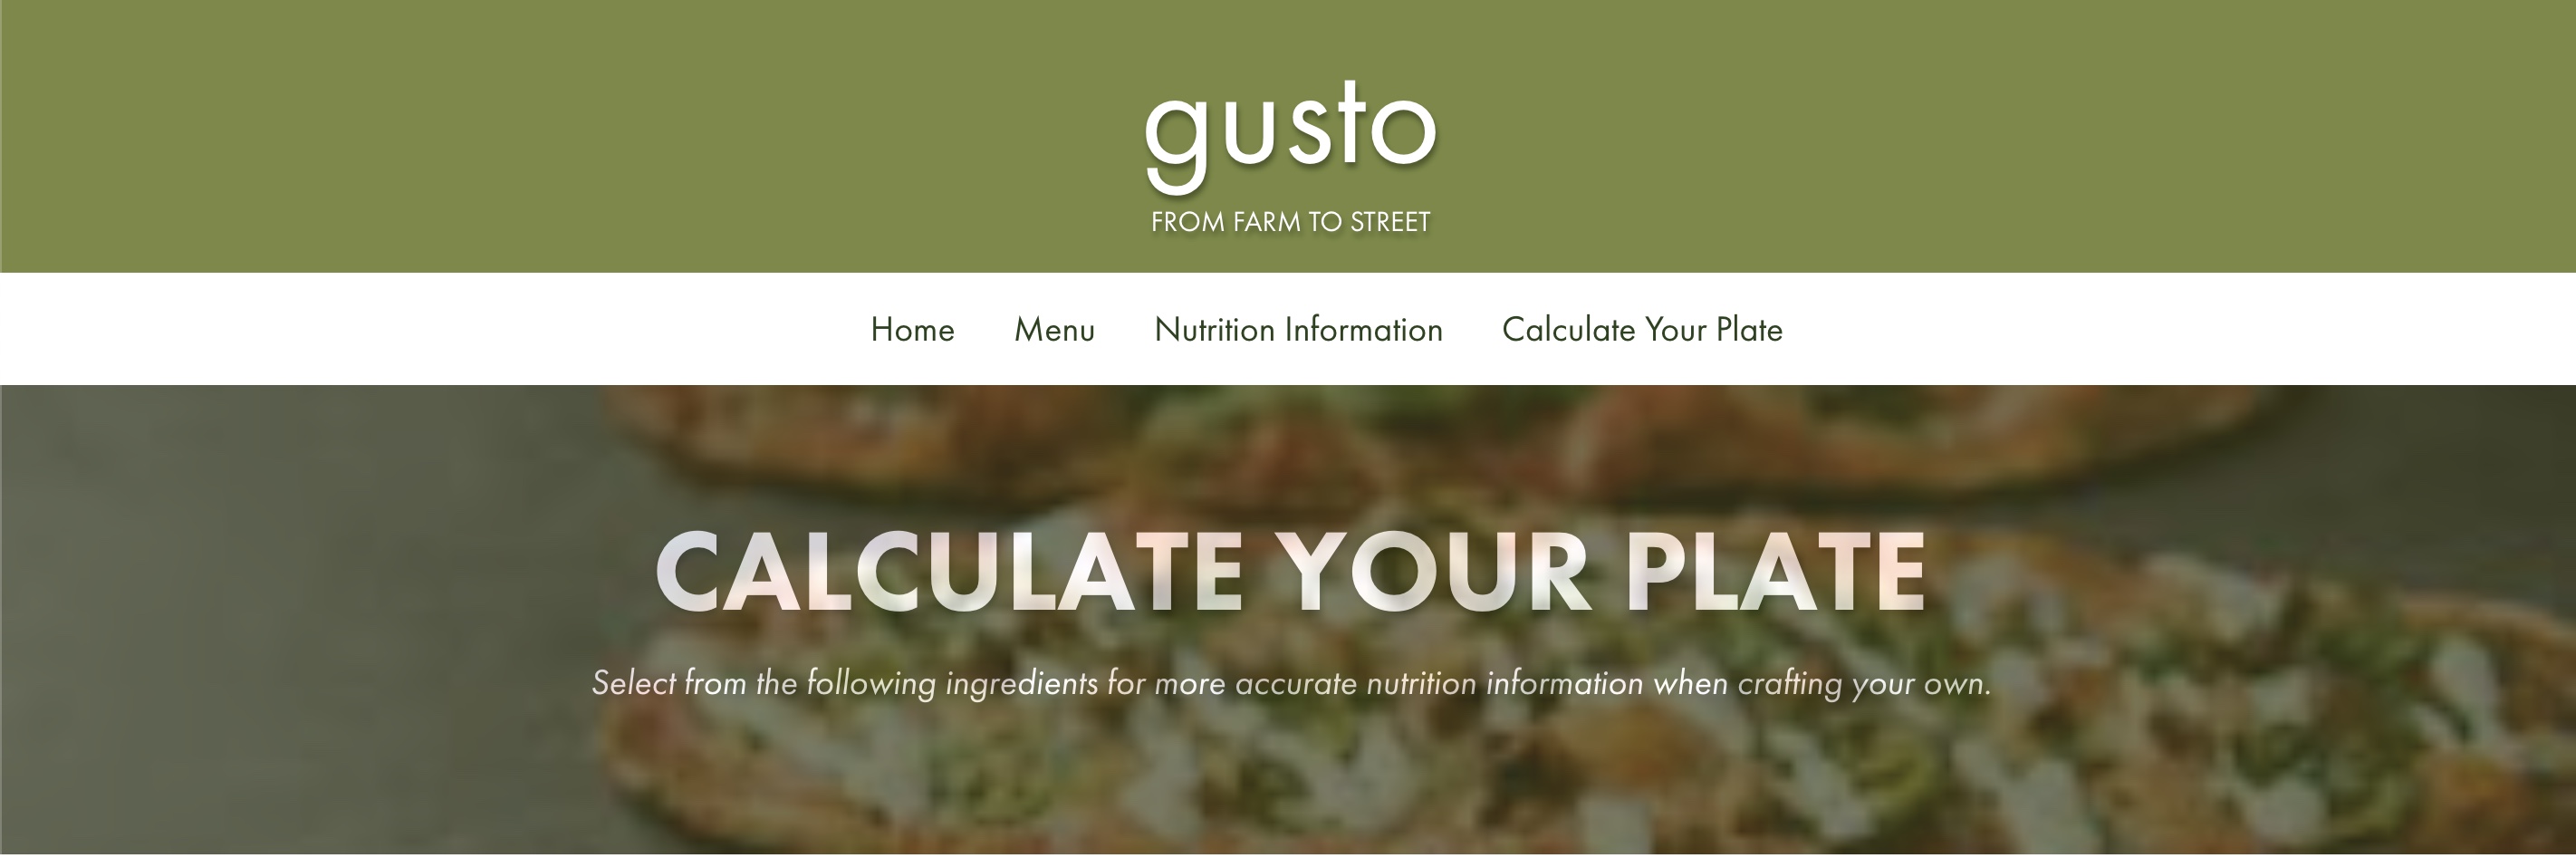 gusto
FROM FARM TO STREET
Home Menu Nutrition Information Calculate Your Plate
CALCULATE YOUR PLATE
Select from the following ingredients for more accurate nutrition information when crafting your own.